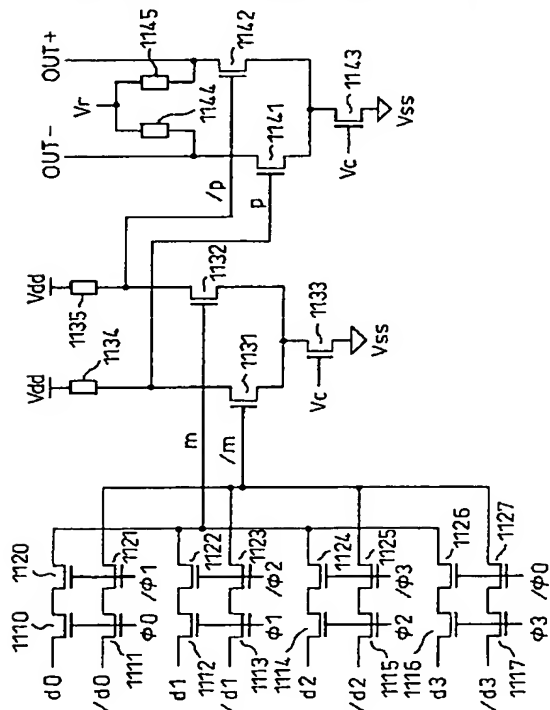 OUT-
OUT+
Vr
1145
1144
1142
1141
/p
p
1143
Vc
Vss
Vdd
Vdd
1135
1134
1132
1131
1133
Vc
Vss
m
/m
1110
1120
d0
/d0
1111
1121
Φ0
/Φ1
d1
/d1
1112
1122
1113
1123
Φ1
/Φ2
d2
/d2
1114
1124
1115
1125
Φ2
/Φ3
d3
/d3
1116
1126
1117
1127
Φ3
/Φ0